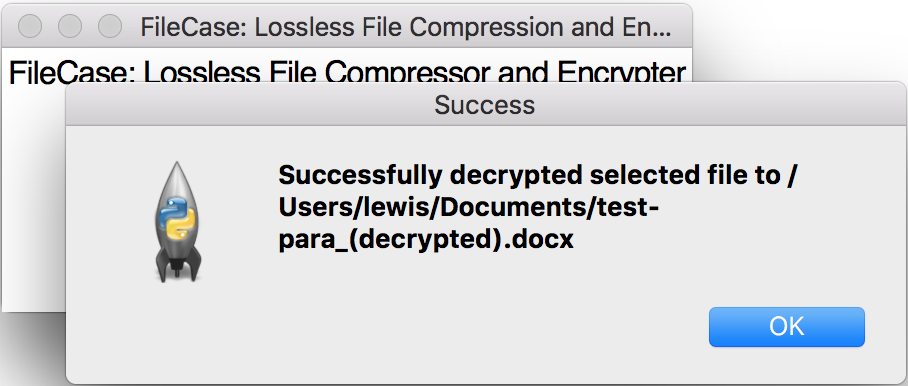 FileCase: Lossless File Compression and En...
FileCase: Lossless File Compressor and Encrypter
Success
Successfully decrypted selected file to /
Users/lewis/Documents/test-
para_(decrypted).docx
OK